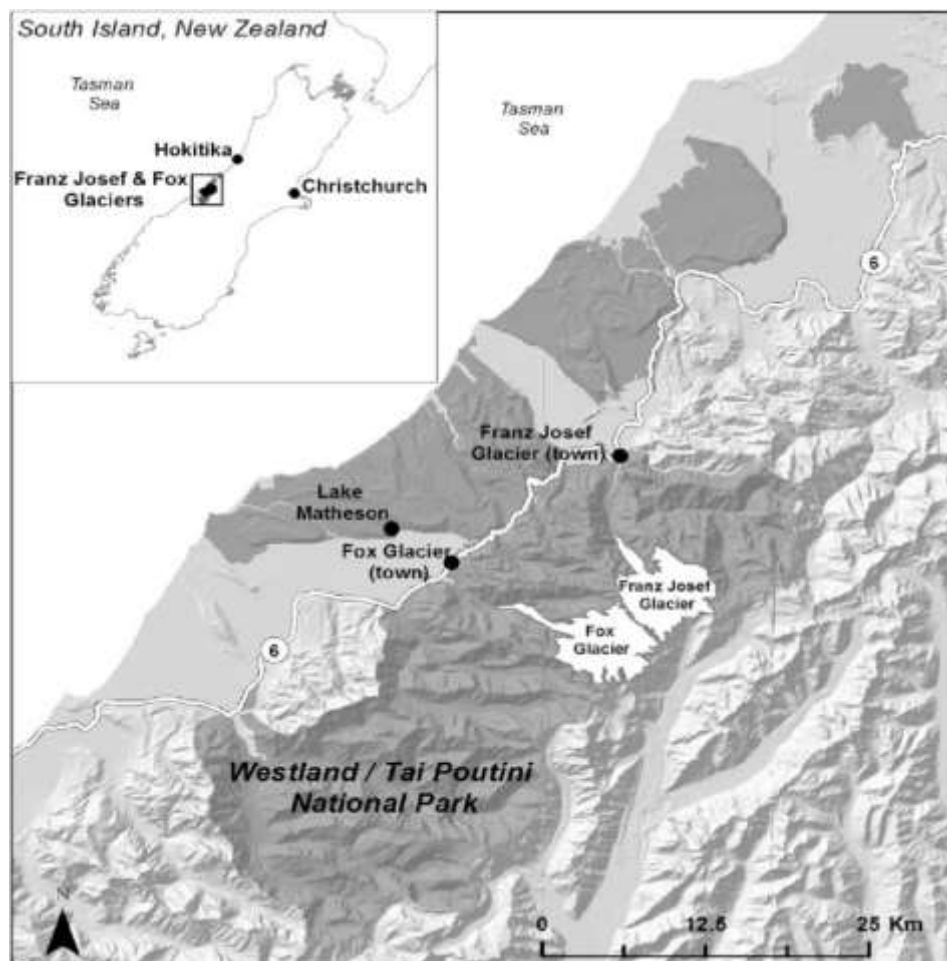 South Island, New Zealand
Tasman
Sea
Hokitika
Franz Josef & Fox
Glaciers
Christchurch
Tasman
Sea
6
Franz Josef
Glacier (town)
Lake
Matheson
Fox Glacier
(town)
Franz Josef
Glacier
Fox
Glacier
6
Westland / Tai Poutini
National Park
N
0
12.5
25 Km